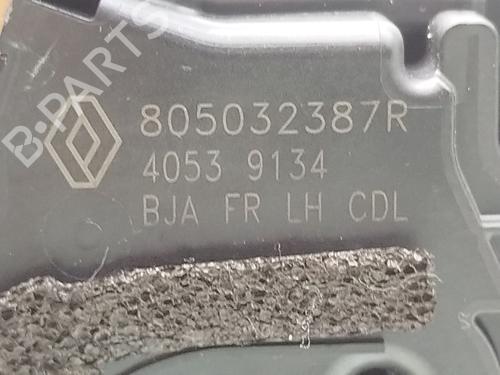 B-PARTS
805032387R
4053 9134
BJA FR LH CDL